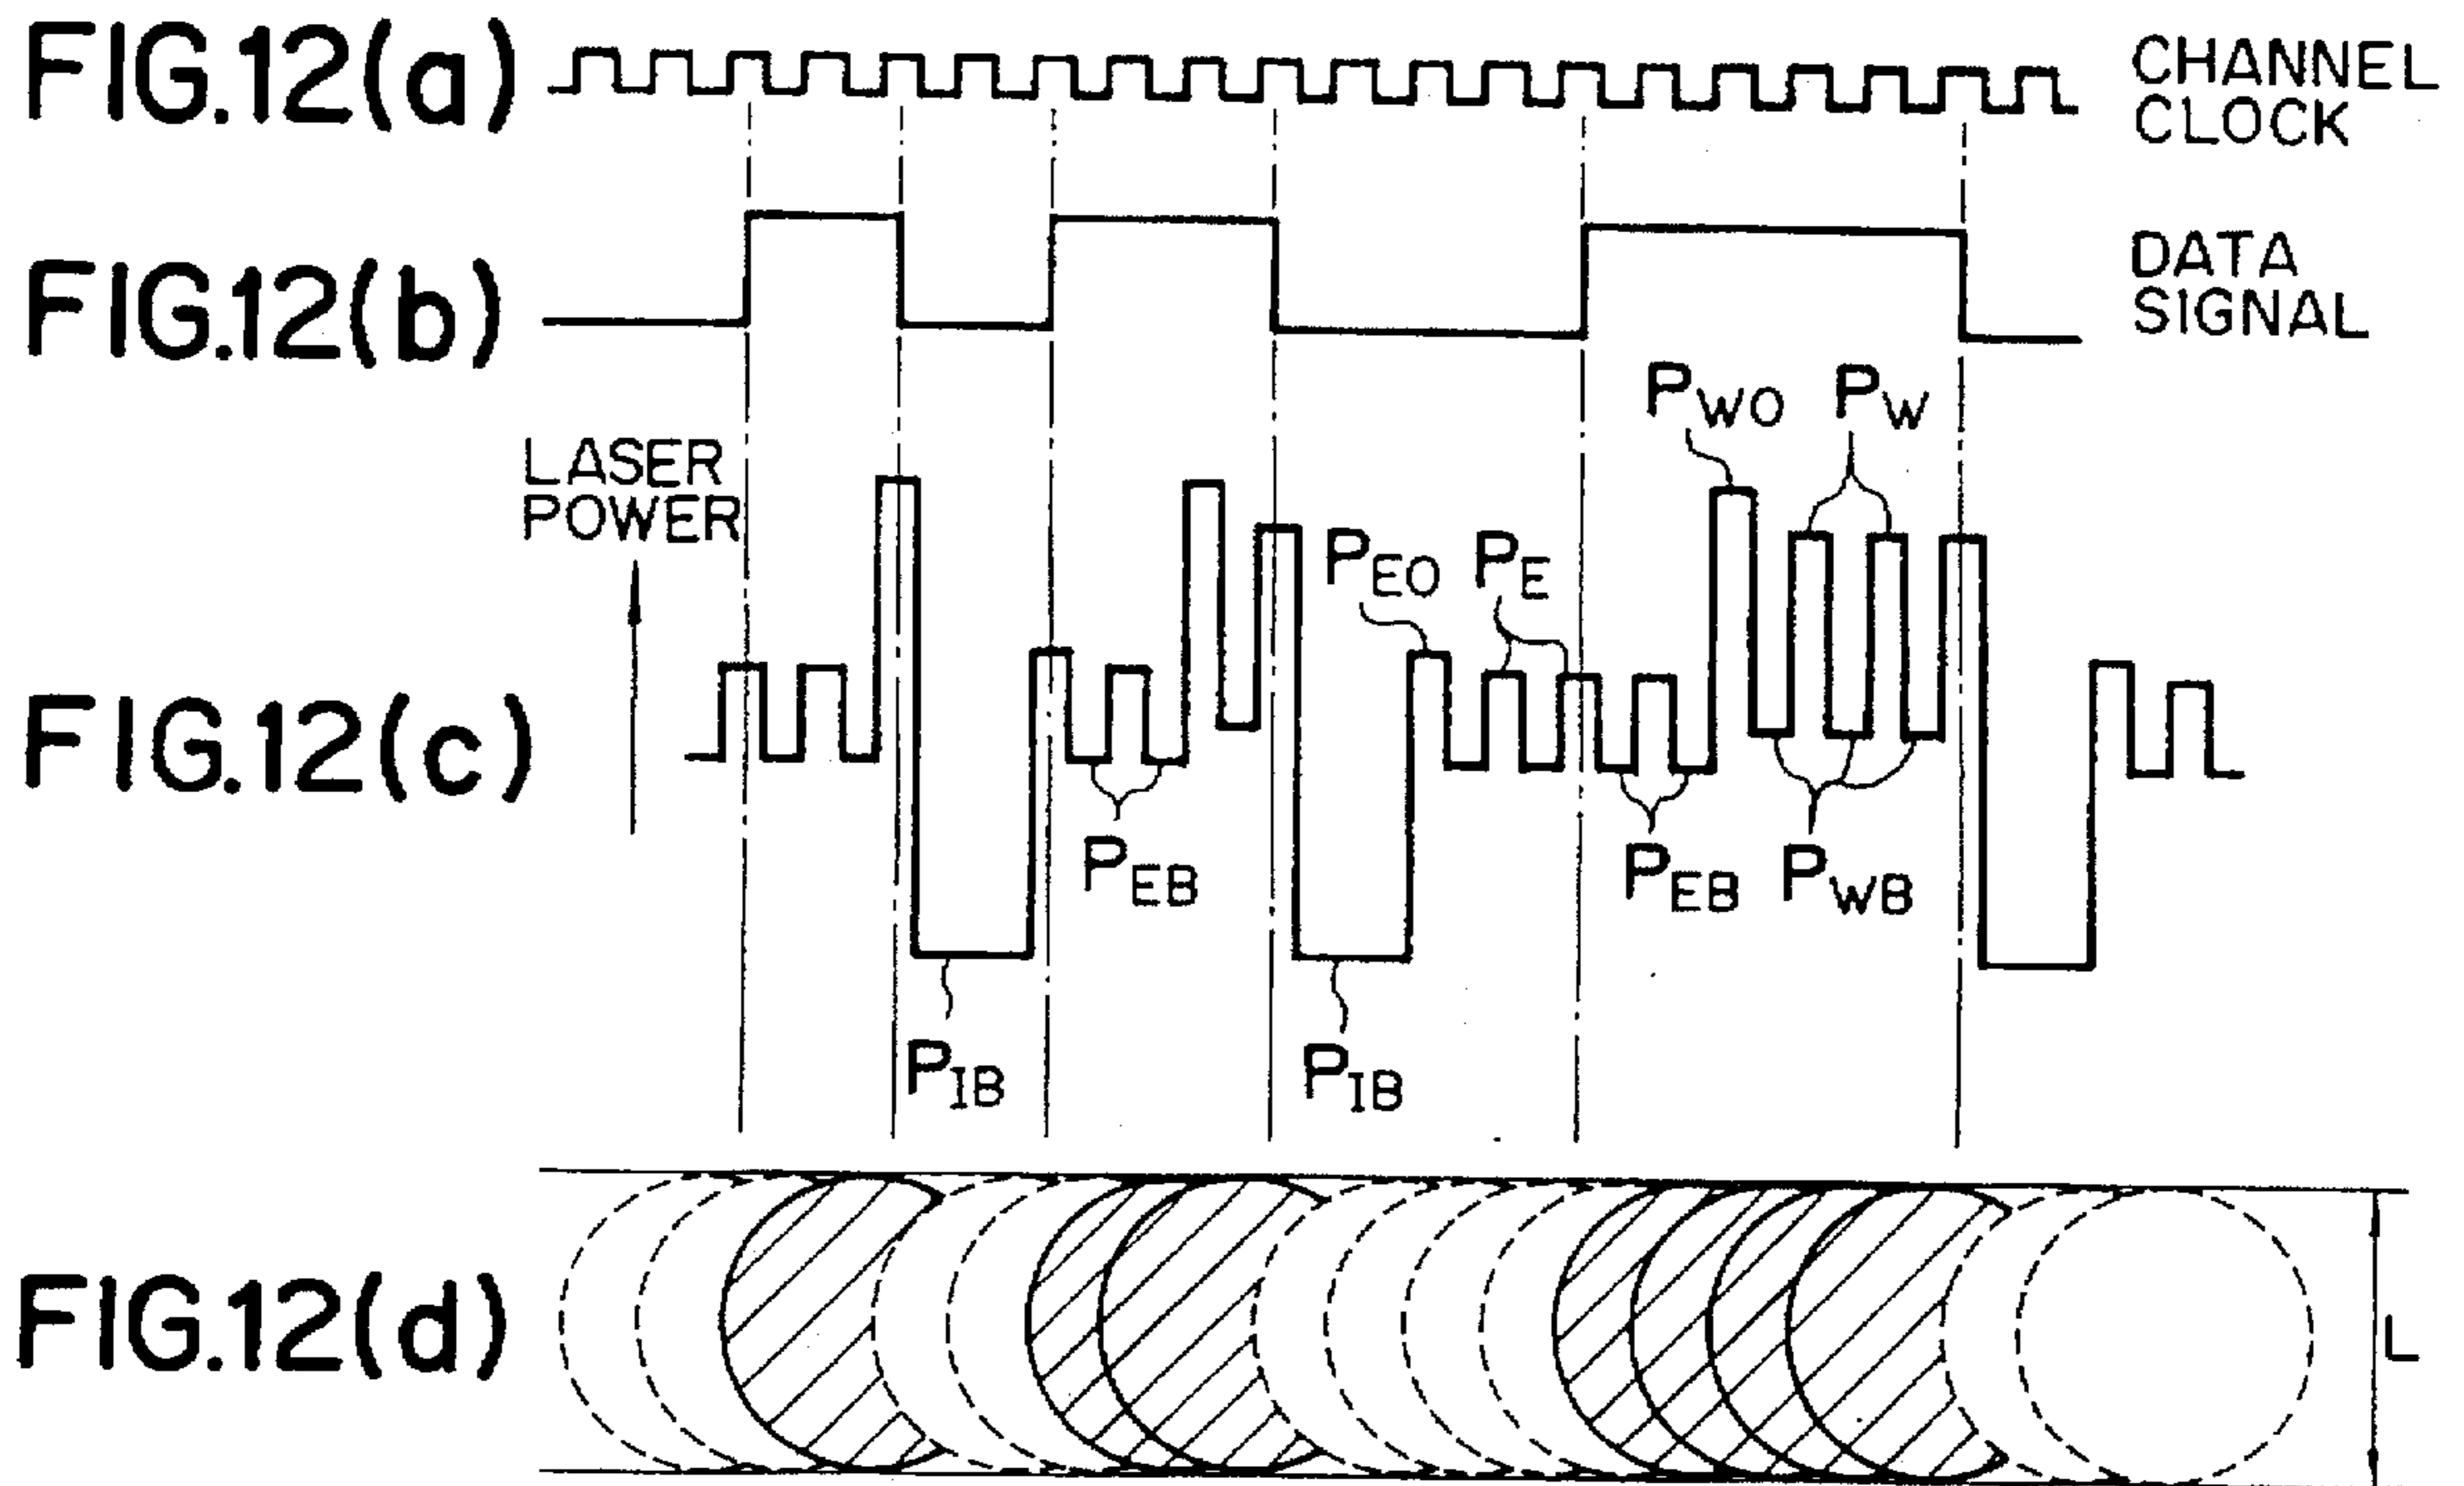 FIG.12(a)
CHANNEL
CLOCK
FIG.12(b)
DATA
SIGNAL
PWO
PW
LASER
POWER
PEO
PE
FIG.12(c)
PEB
PEB
PWB
PIB
PIB
FIG.12(d)
L